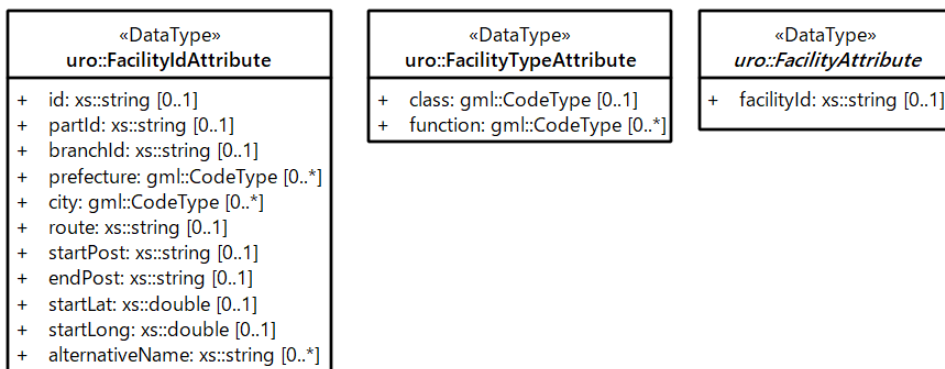 «DataType»
uro::FacilityIdAttribute
+ id: xs::string [0..1]
+ partId: xs::string [0..1]
+ branchId: xs::string [0..1]
+ prefecture: gml::CodeType [0..*]
+ city: gml::CodeType [0..*]
+ route: xs::string [0..1]
+ startPost: xs::string [0..1]
+ endPost: xs::string [0..1]
+ startLat: xs::double [0..1]
+ startLong: xs::double [0..1]
+ alternativeName: xs::string [0..*]
«DataType»
uro::FacilityTypeAttribute
+ class: gml::CodeType [0..1]
+ function: gml::CodeType [0..*]
«DataType»
uro::FacilityAttribute
+ facilityId: xs::string [0..1]